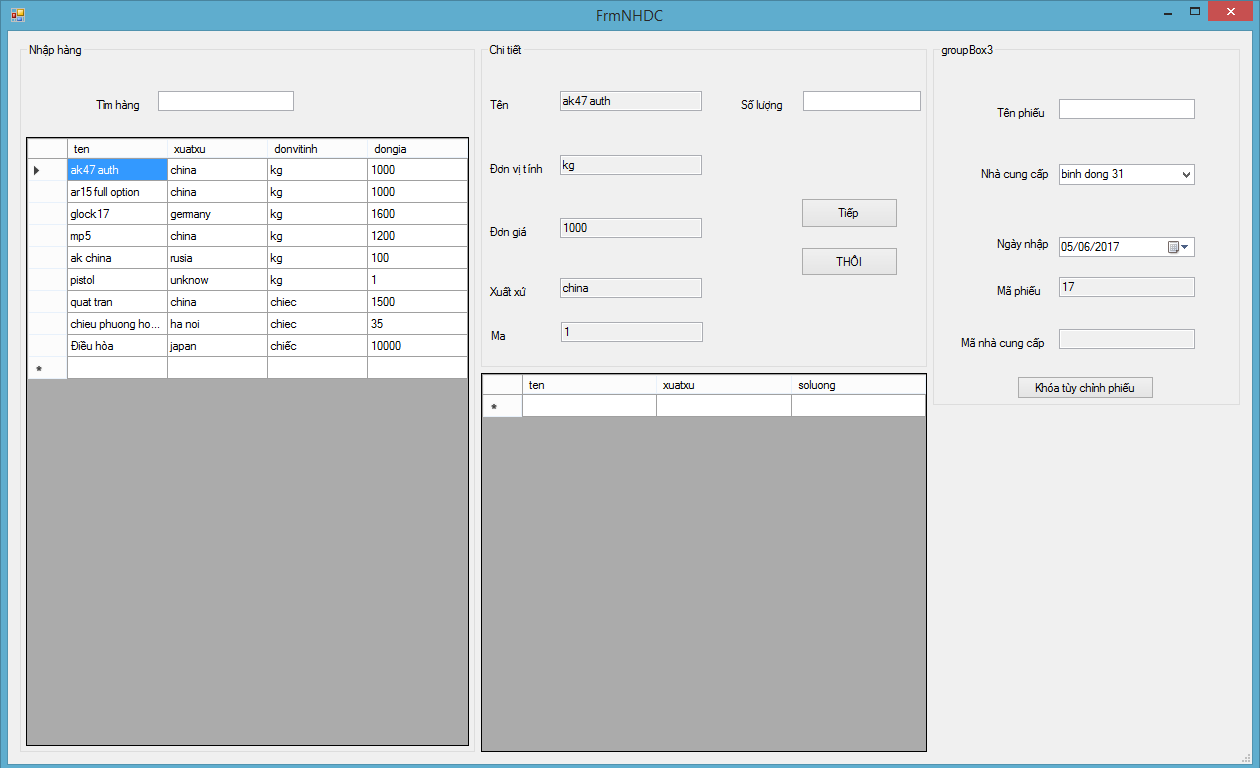 FrmNHDC
Nhập hàng
Tìm hàng
ten xuatxu donvitinh dongia
ak47 auth china kg 1000
ar15 full option china kg 1000
glock17 germany kg 1600
mp5 china kg 1200
ak china rusia kg 100
pistol unknow kg 1
quat tran china chiec 1500
chieu phuong ho... ha noi chiec 35
Điều hòa japan chiếc 10000
*
Chi tiết
Tên ak47 auth Số lượng
Đơn vị tính kg
Tiếp
Đơn giá 1000
THÔI
Xuất xứ china
Ma 1
ten xuatxu soluong
*
groupBox3
Tên phiếu
Nhà cung cấp binh dong 31
Ngày nhập 05/06/2017
Mã phiếu 17
Mã nhà cung cấp
Khóa tùy chỉnh phiếu